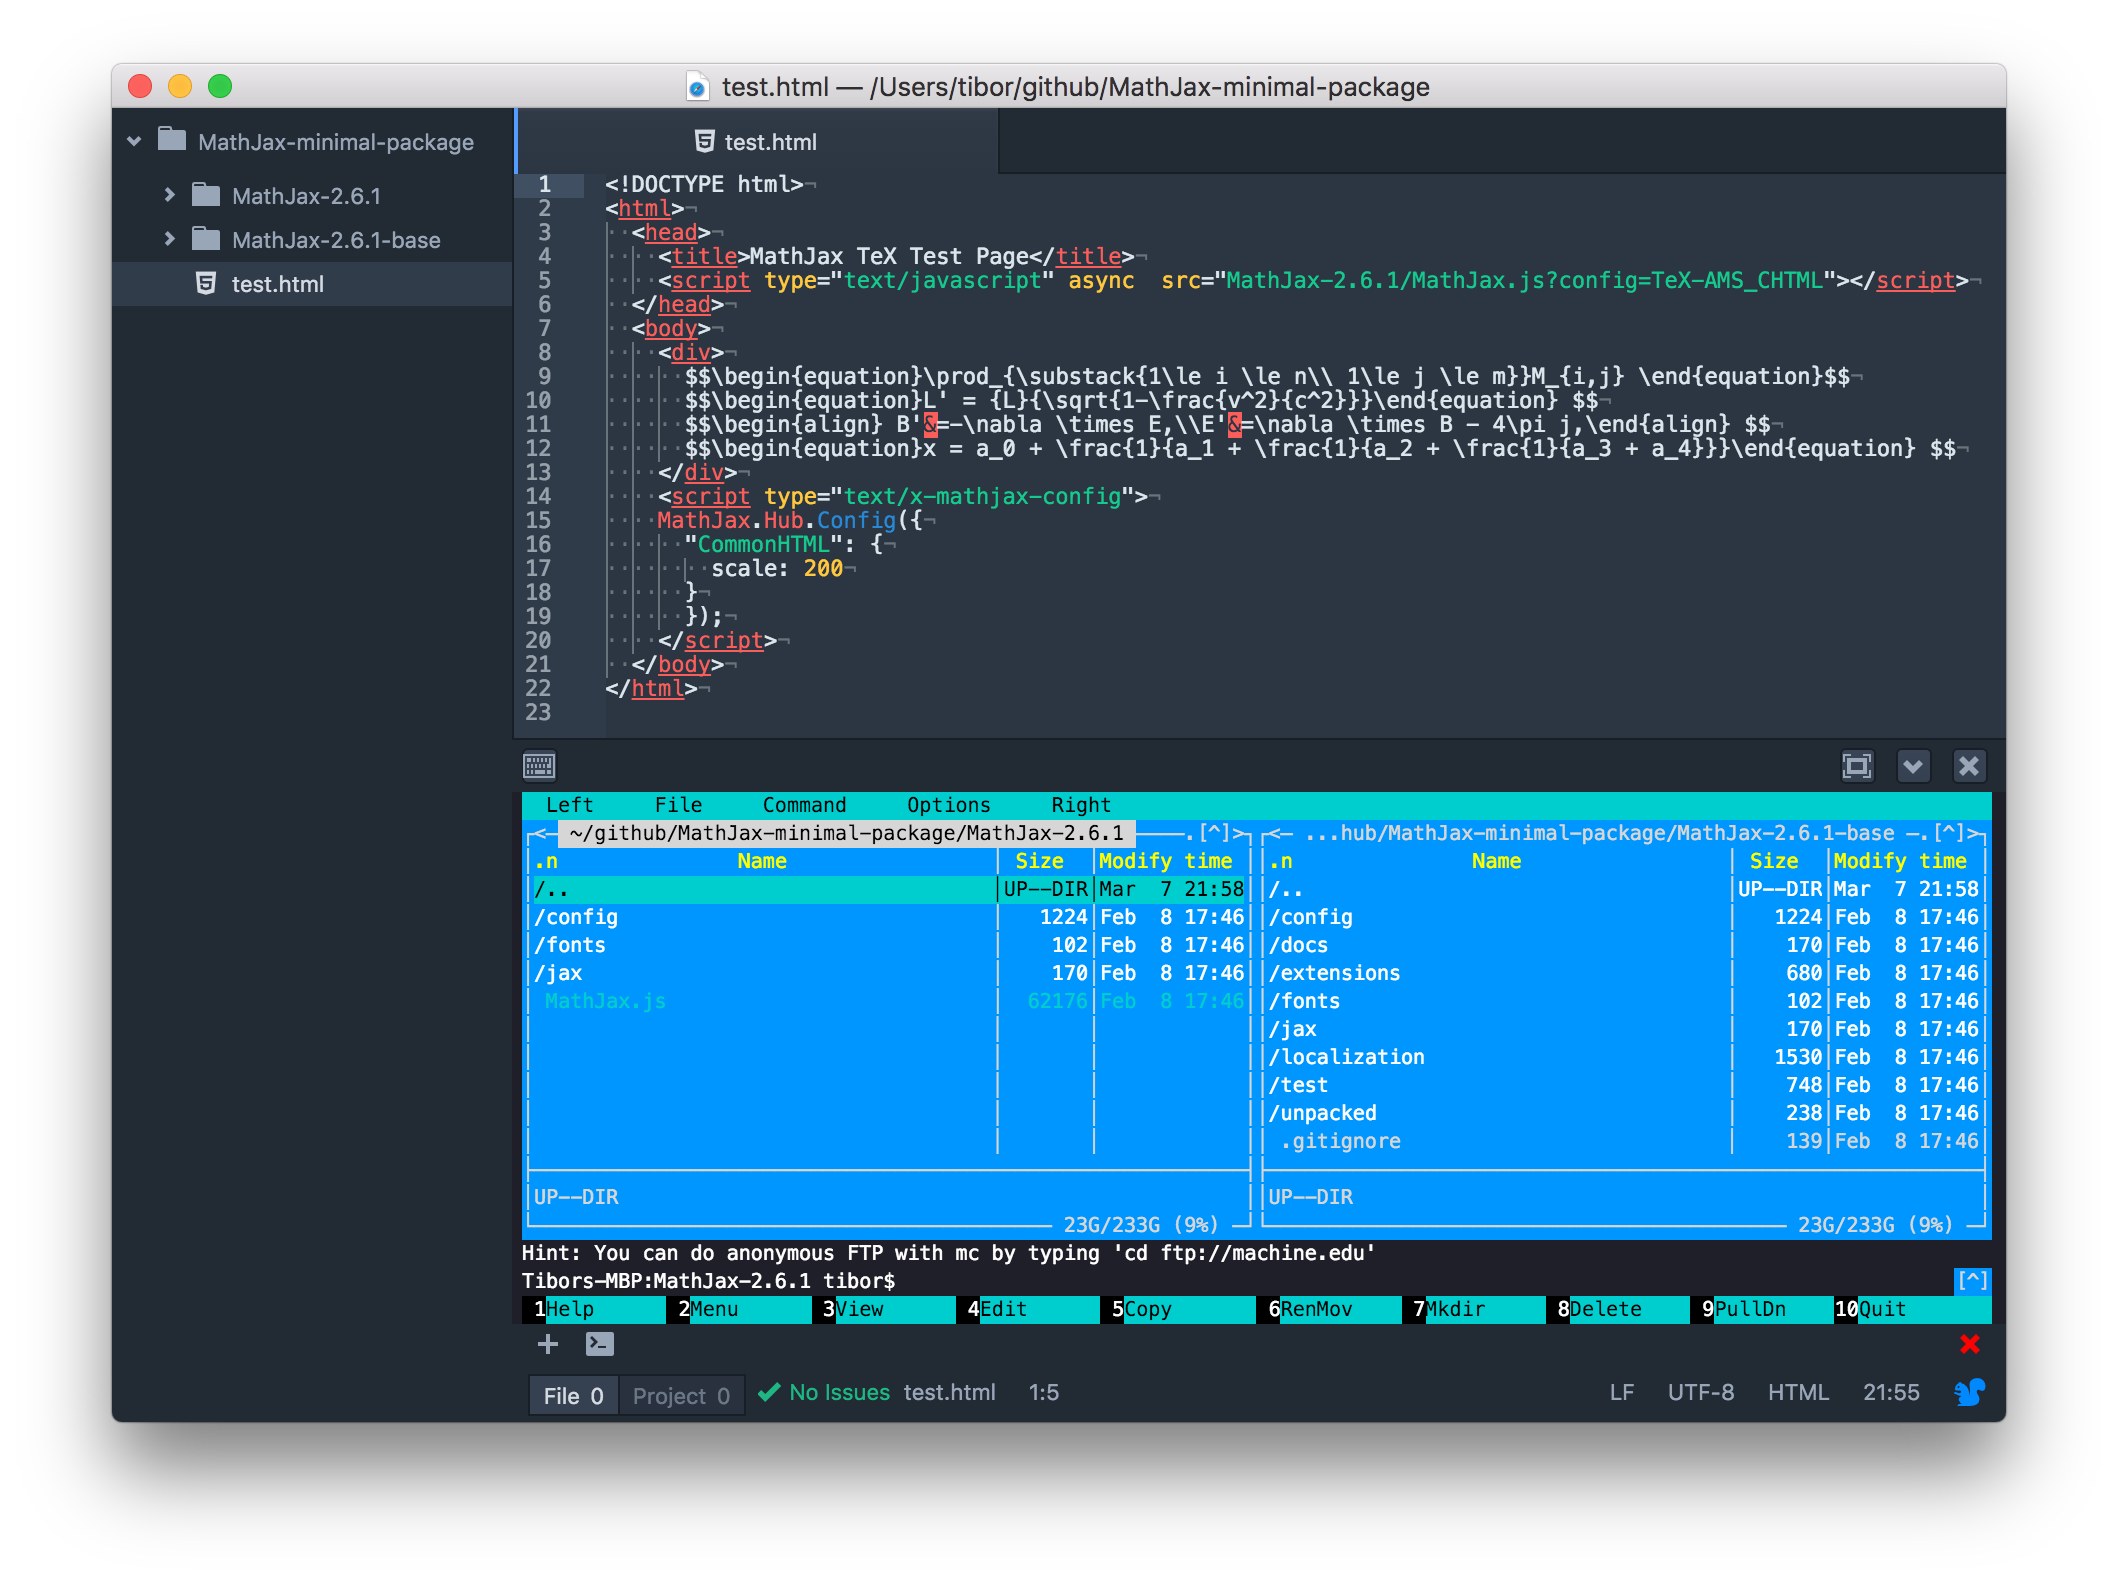 test.html — /Users/tibor/github/MathJax-minimal-package
MathJax-minimal-package
MathJax-2.6.1
MathJax-2.6.1-base
test.html
test.html
1 <!DOCTYPE html>¬
2 <html>¬
3 <head>¬
4 <title>MathJax TeX Test Page</title>¬
5 <script type="text/javascript" async  src="MathJax-2.6.1/MathJax.js?config=TeX-AMS_CHTML"></script>¬
6 </head>¬
7 <body>¬
8 <div>¬
9 $$\begin{equation}\prod_{\substack{1\le i \le n\\ 1\le j \le m}}M_{i,j} \end{equation}$$¬
10 $$\begin{equation}L' = {L}{\sqrt{1-\frac{v^2}{c^2}}}\end{equation} $$¬
11 $$\begin{align} B'&=-\nabla \times E,\\E'&=\nabla \times B - 4\pi j,\end{align} $$¬
12 $$\begin{equation}x = a_0 + \frac{1}{a_1 + \frac{1}{a_2 + \frac{1}{a_3 + a_4}}}\end{equation} $$¬
13 </div>¬
14 <script type="text/x-mathjax-config">¬
15 MathJax.Hub.Config({¬
16 "CommonHTML": {¬
17 scale: 200¬
18 }¬
19 });¬
20 </script>¬
21 </body>¬
22 </html>¬
23
Left File Command Options Right
<— ~/github/MathJax-minimal-package/MathJax-2.6.1 .[^]>
.n Name Size Modify time
/.. UP--DIR Mar 7 21:58
/config 1224 Feb 8 17:46
/fonts 102 Feb 8 17:46
/jax 170 Feb 8 17:46
MathJax.js 62176 Feb 8 17:46
UP--DIR
23G/233G (9%)
<— ...hub/MathJax-minimal-package/MathJax-2.6.1-base —.[^]>
.n Name Size Modify time
/.. UP--DIR Mar 7 21:58
/config 1224 Feb 8 17:46
/docs 170 Feb 8 17:46
/extensions 680 Feb 8 17:46
/fonts 102 Feb 8 17:46
/jax 170 Feb 8 17:46
/localization 1530 Feb 8 17:46
/test 748 Feb 8 17:46
/unpacked 238 Feb 8 17:46
.gitignore 139 Feb 8 17:46
UP--DIR
23G/233G (9%)
Hint: You can do anonymous FTP with mc by typing 'cd ftp://machine.edu'
Tibors-MBP:MathJax-2.6.1 tibor$ [^]
1Help 2Menu 3View 4Edit 5Copy 6RenMov 7Mkdir 8Delete 9PullDn 10Quit
File 0 Project 0 No Issues test.html 1:5 LF UTF-8 HTML 21:55